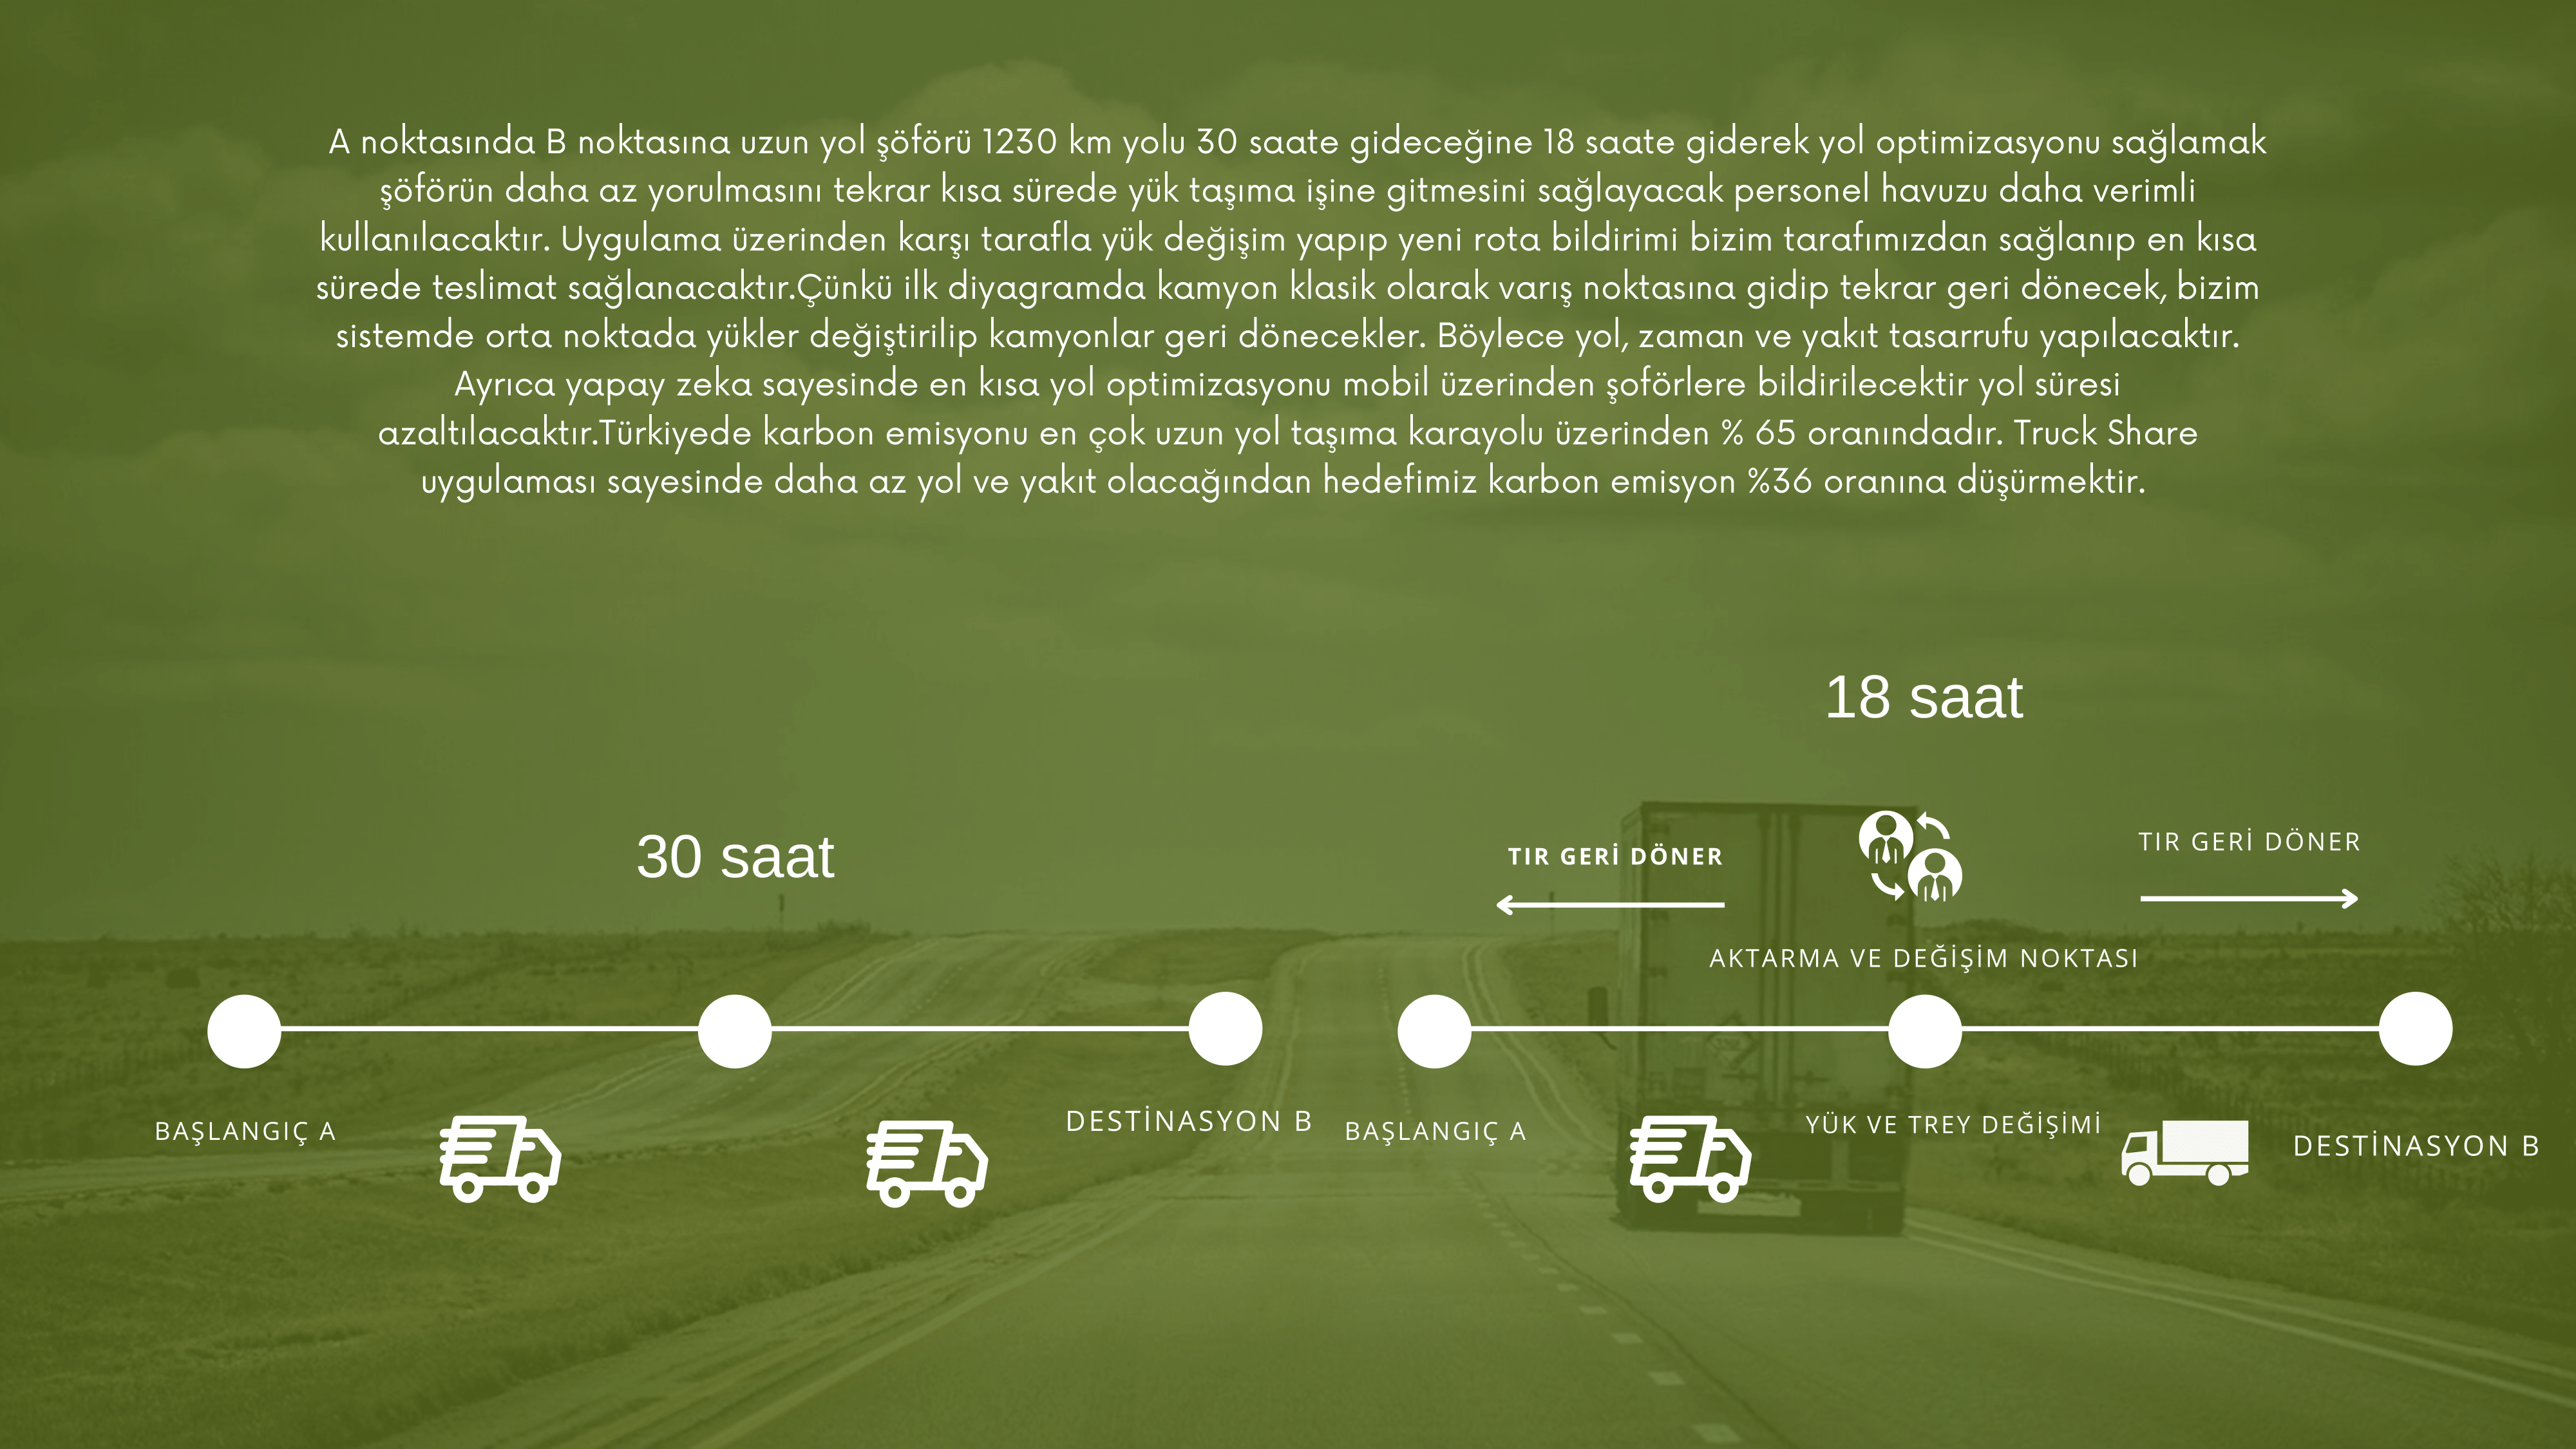 A noktasında B noktasına uzun yol şöförü 1230 km yolu 30 saate gideceğine 18 saate giderek yol optimizasyonu sağlamak
şöförün daha az yorulmasını tekrar kısa sürede yük taşıma işine gitmesini sağlayacak personel havuzu daha verimli
kullanılacaktır. Uygulama üzerinden karşı tarafla yük değişim yapıp yeni rota bildirimi bizim tarafımızdan sağlanıp en kısa
sürede teslimat sağlanacaktır.Çünkü ilk diyagramda kamyon klasik olarak varış noktasına gidip tekrar geri dönecek, bizim
sistemde orta noktada yükler değiştirilip kamyonlar geri dönecekler. Böylece yol, zaman ve yakıt tasarrufu yapılacaktır.
Ayrıca yapay zeka sayesinde en kısa yol optimizasyonu mobil üzerinden şoförlere bildirilecektir yol süresi
azaltılacaktır.Türkiyede karbon emisyonu en çok uzun yol taşıma karayolu üzerinden % 65 oranındadır. Truck Share
uygulaması sayesinde daha az yol ve yakıt olacağından hedefimiz karbon emisyon %36 oranına düşürmektir.
30 saat
BAŞLANGIÇ A
DESTİNASYON B
18 saat
TIR GERİ DÖNER
TIR GERİ DÖNER
AKTARMA VE DEĞİŞİM NOKTASI
BAŞLANGIÇ A
YÜK VE TREY DEĞİŞİMİ
DESTİNASYON B